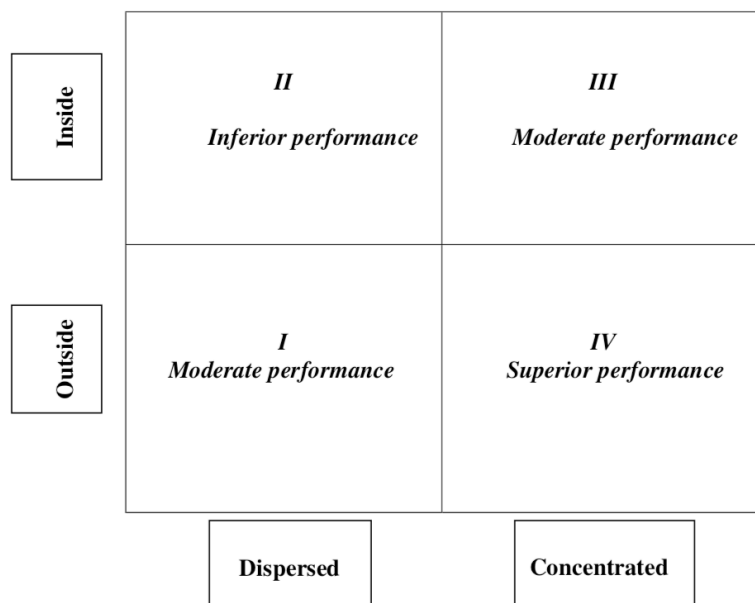 Inside
II
III
Inferior performance
Moderate performance
Outside
I
IV
Moderate performance
Superior performance
Dispersed
Concentrated